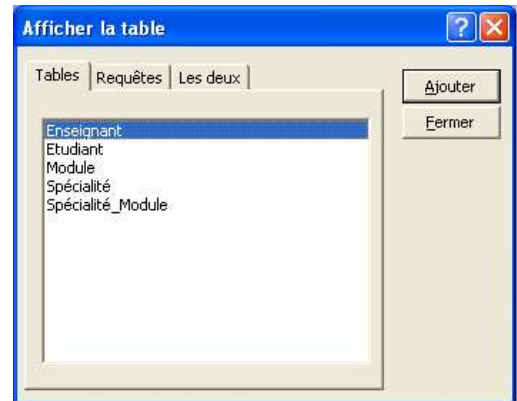 Afficher la table
Tables Requêtes Les deux
Ajouter
Fermer
Enseignant
Etudiant
Module
Spécialité
Spécialité_Module